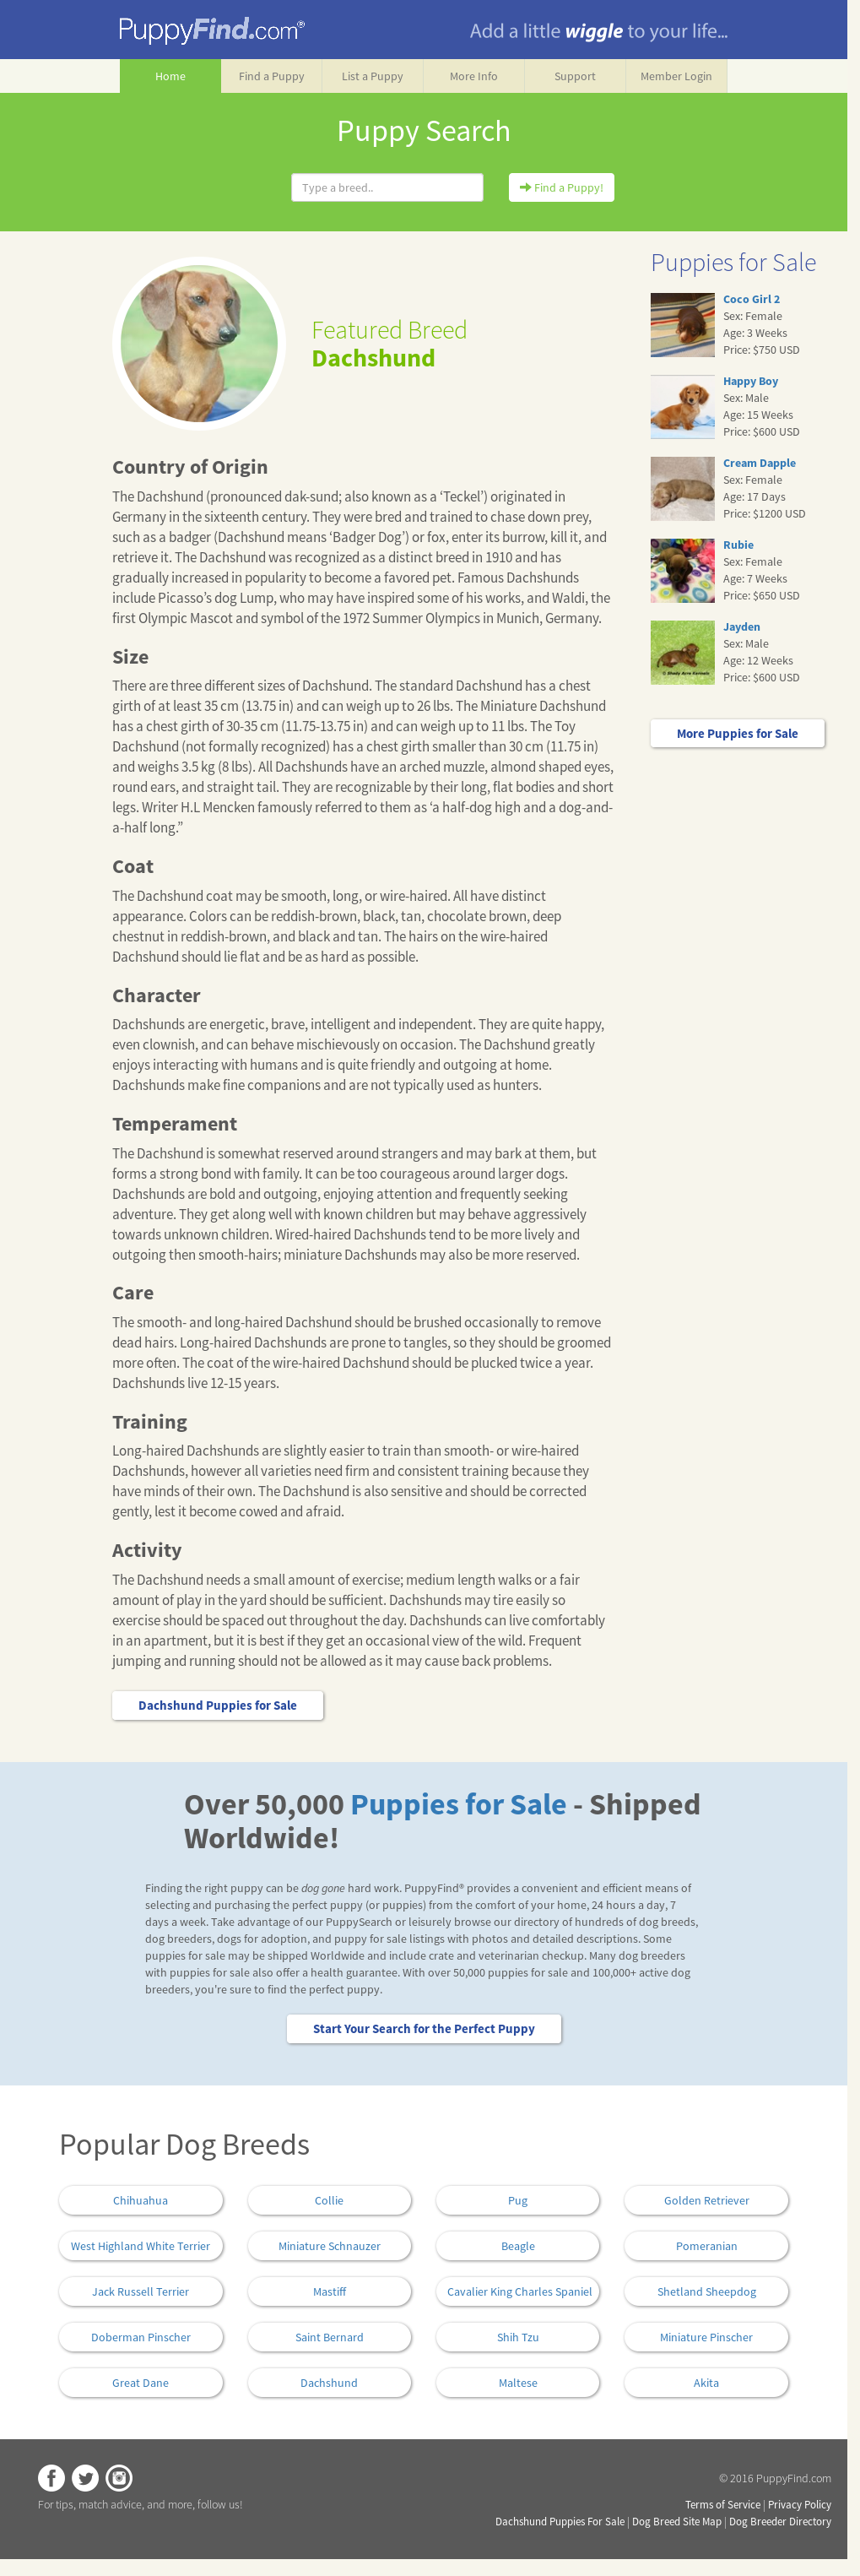 PuppyFind.com®
Add a little wiggle to your life...
Home
Find a Puppy
List a Puppy
More Info
Support
Member Login
Puppy Search
Type a breed..
Find a Puppy!
Featured Breed
Dachshund
Country of Origin
The Dachshund (pronounced dak-sund; also known as a ‘Teckel’) originated in
Germany in the sixteenth century. They were bred and trained to chase down prey,
such as a badger (Dachshund means ‘Badger Dog’) or fox, enter its burrow, kill it, and
retrieve it. The Dachshund was recognized as a distinct breed in 1910 and has
gradually increased in popularity to become a favored pet. Famous Dachshunds
include Picasso’s dog Lump, who may have inspired some of his works, and Waldi, the
first Olympic Mascot and symbol of the 1972 Summer Olympics in Munich, Germany.
Size
There are three different sizes of Dachshund. The standard Dachshund has a chest
girth of at least 35 cm (13.75 in) and can weigh up to 26 lbs. The Miniature Dachshund
has a chest girth of 30-35 cm (11.75-13.75 in) and can weigh up to 11 lbs. The Toy
Dachshund (not formally recognized) has a chest girth smaller than 30 cm (11.75 in)
and weighs 3.5 kg (8 lbs). All Dachshunds have an arched muzzle, almond shaped eyes,
round ears, and straight tail. They are recognizable by their long, flat bodies and short
legs. Writer H.L Mencken famously referred to them as ‘a half-dog high and a dog-and-
a-half long.”
Coat
The Dachshund coat may be smooth, long, or wire-haired. All have distinct
appearance. Colors can be reddish-brown, black, tan, chocolate brown, deep
chestnut in reddish-brown, and black and tan. The hairs on the wire-haired
Dachshund should lie flat and be as hard as possible.
Character
Dachshunds are energetic, brave, intelligent and independent. They are quite happy,
even clownish, and can behave mischievously on occasion. The Dachshund greatly
enjoys interacting with humans and is quite friendly and outgoing at home.
Dachshunds make fine companions and are not typically used as hunters.
Temperament
The Dachshund is somewhat reserved around strangers and may bark at them, but
forms a strong bond with family. It can be too courageous around larger dogs.
Dachshunds are bold and outgoing, enjoying attention and frequently seeking
adventure. They get along well with known children but may behave aggressively
towards unknown children. Wired-haired Dachshunds tend to be more lively and
outgoing then smooth-hairs; miniature Dachshunds may also be more reserved.
Care
The smooth- and long-haired Dachshund should be brushed occasionally to remove
dead hairs. Long-haired Dachshunds are prone to tangles, so they should be groomed
more often. The coat of the wire-haired Dachshund should be plucked twice a year.
Dachshunds live 12-15 years.
Training
Long-haired Dachshunds are slightly easier to train than smooth- or wire-haired
Dachshunds, however all varieties need firm and consistent training because they
have minds of their own. The Dachshund is also sensitive and should be corrected
gently, lest it become cowed and afraid.
Activity
The Dachshund needs a small amount of exercise; medium length walks or a fair
amount of play in the yard should be sufficient. Dachshunds may tire easily so
exercise should be spaced out throughout the day. Dachshunds can live comfortably
in an apartment, but it is best if they get an occasional view of the wild. Frequent
jumping and running should not be allowed as it may cause back problems.
Dachshund Puppies for Sale
Puppies for Sale
Coco Girl 2
Sex: Female
Age: 3 Weeks
Price: $750 USD
Happy Boy
Sex: Male
Age: 15 Weeks
Price: $600 USD
Cream Dapple
Sex: Female
Age: 17 Days
Price: $1200 USD
Rubie
Sex: Female
Age: 7 Weeks
Price: $650 USD
Jayden
Sex: Male
Age: 12 Weeks
Price: $600 USD
More Puppies for Sale
Over 50,000 Puppies for Sale - Shipped
Worldwide!
Finding the right puppy can be dog gone hard work. PuppyFind® provides a convenient and efficient means of
selecting and purchasing the perfect puppy (or puppies) from the comfort of your home, 24 hours a day, 7
days a week. Take advantage of our PuppySearch or leisurely browse our directory of hundreds of dog breeds,
dog breeders, dogs for adoption, and puppy for sale listings with photos and detailed descriptions. Some
puppies for sale may be shipped Worldwide and include crate and veterinarian checkup. Many dog breeders
with puppies for sale also offer a health guarantee. With over 50,000 puppies for sale and 100,000+ active dog
breeders, you're sure to find the perfect puppy.
Start Your Search for the Perfect Puppy
Popular Dog Breeds
Chihuahua
Collie
Pug
Golden Retriever
West Highland White Terrier
Miniature Schnauzer
Beagle
Pomeranian
Jack Russell Terrier
Mastiff
Cavalier King Charles Spaniel
Shetland Sheepdog
Doberman Pinscher
Saint Bernard
Shih Tzu
Miniature Pinscher
Great Dane
Dachshund
Maltese
Akita
For tips, match advice, and more, follow us!
© 2016 PuppyFind.com
Terms of Service | Privacy Policy
Dachshund Puppies For Sale | Dog Breed Site Map | Dog Breeder Directory